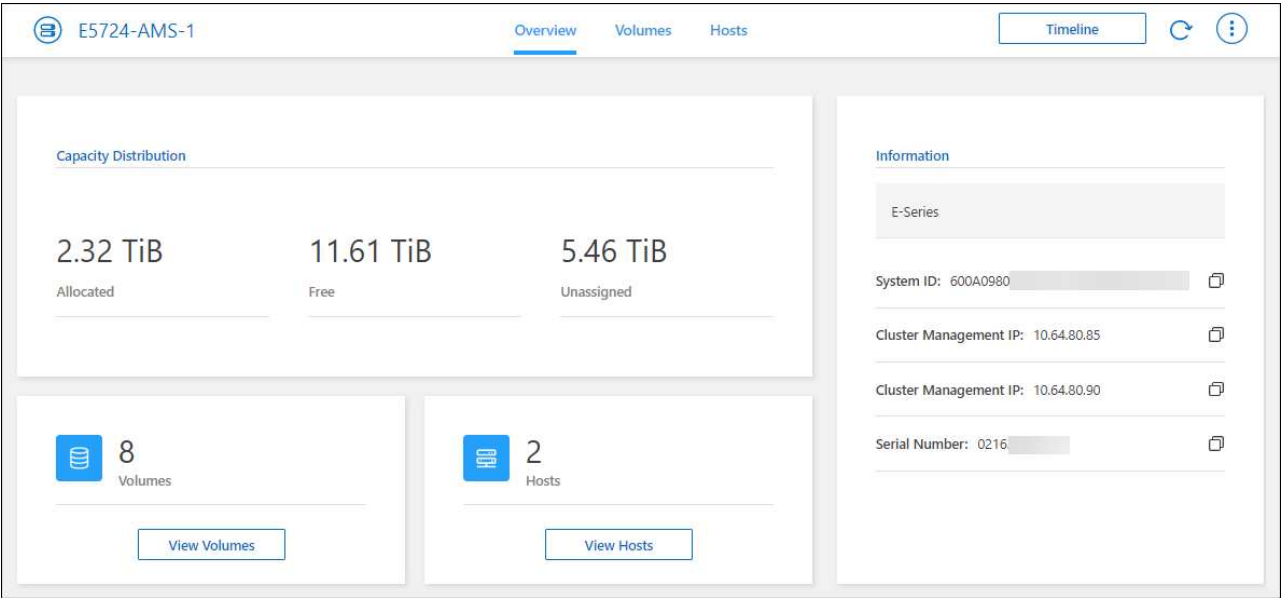 E5724-AMS-1
Overview Volumes Hosts
Timeline
Capacity Distribution
2.32 TiB 11.61 TiB 5.46 TiB
Allocated Free Unassigned
8
Volumes
View Volumes
2
Hosts
View Hosts
Information
E-Series
System ID: 600A0980
Cluster Management IP: 10.64.80.85
Cluster Management IP: 10.64.80.90
Serial Number: 0216